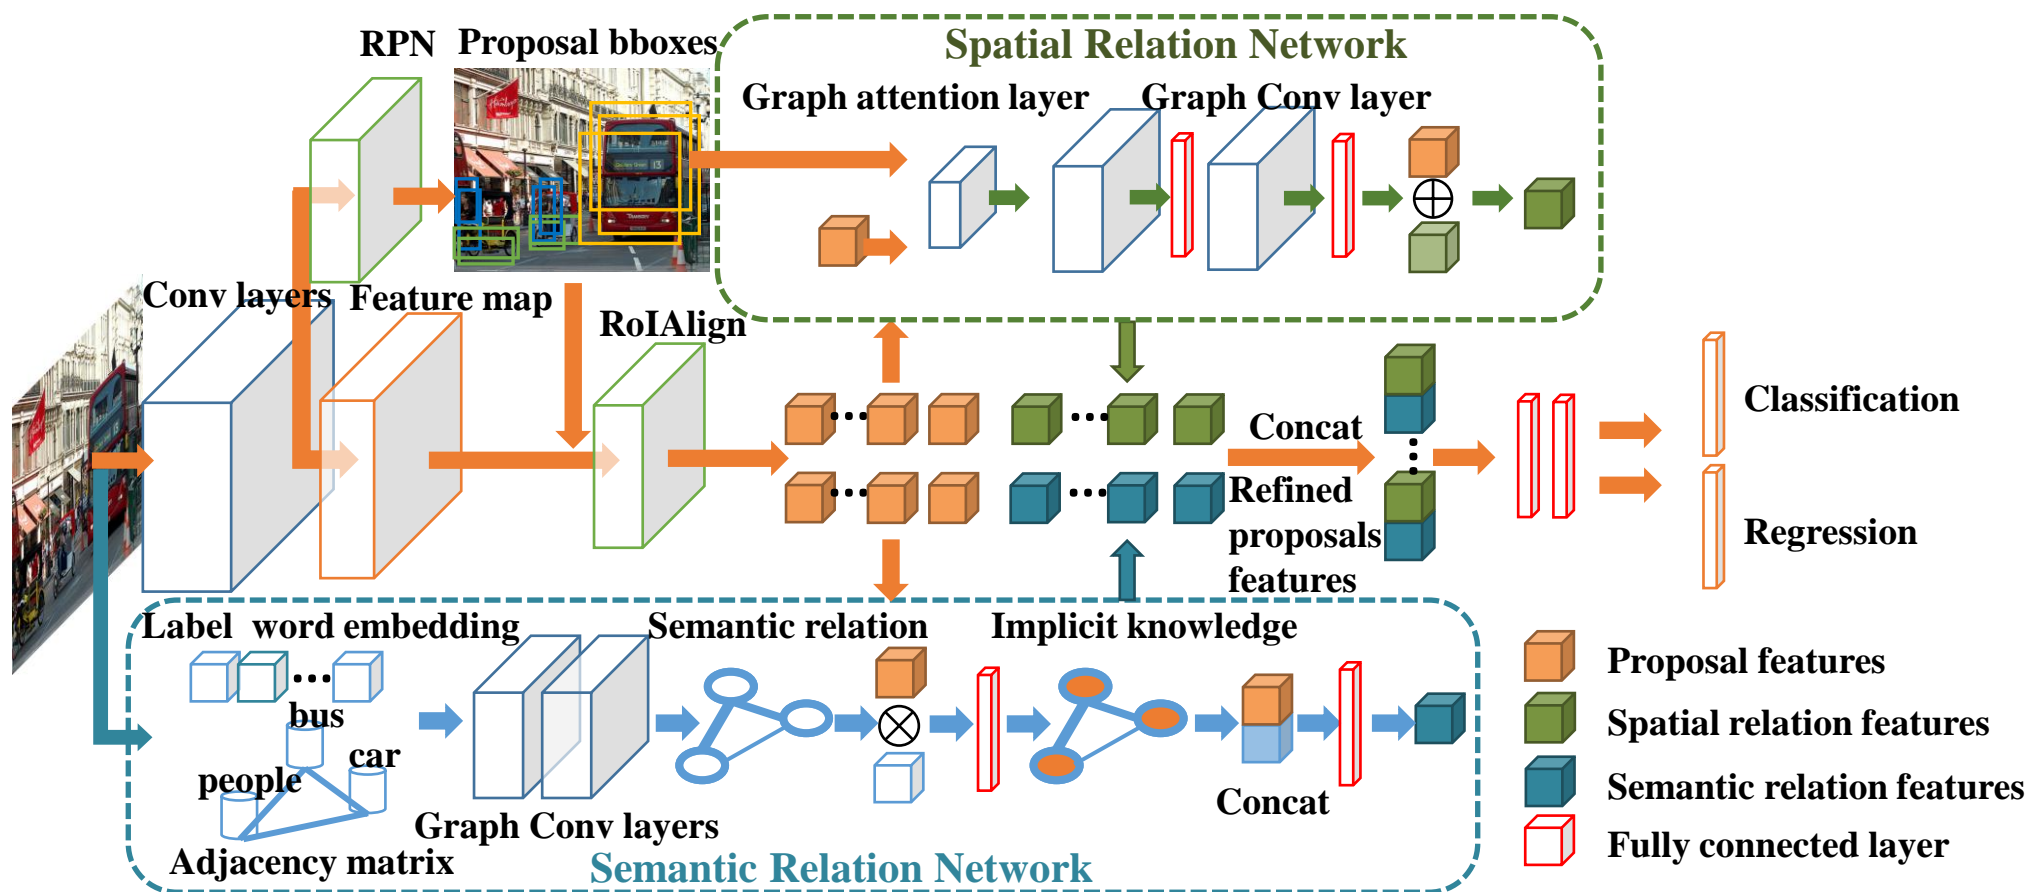 RPN
Proposal bboxes
Spatial Relation Network
Graph attention layer
Graph Conv layer
Conv layers
Feature map
RoIAlign
Concat
Refined
proposals
features
Classification
Regression
Label word embedding
bus
people
car
Adjacency matrix
Graph Conv layers
Semantic relation
Implicit knowledge
Concat
Semantic Relation Network
Proposal features
Spatial relation features
Semantic relation features
Fully connected layer
13